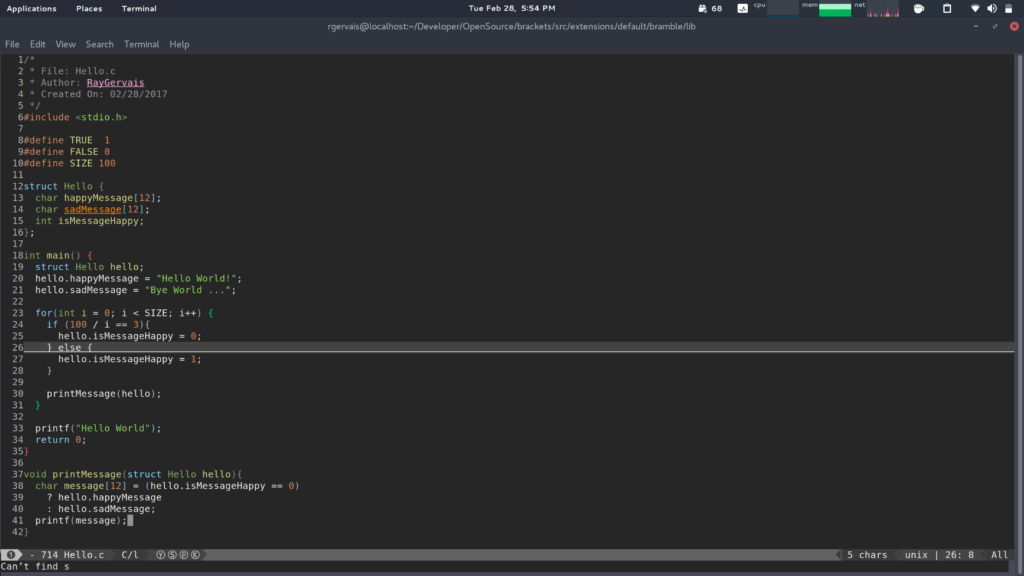 Applications Places Terminal Tue Feb 28, 5:54 PM 68 cpu mem net
rgervais@localhost:~/Developer/OpenSource/brackets/src/extensions/default/bramble/lib
File Edit View Search Terminal Help
1/*
2 * File: Hello.c
3 * Author: RayGervais
4 * Created On: 02/28/2017
5 */
6#include <stdio.h>
7
8#define TRUE  1
9#define FALSE 0
10#define SIZE 100
11
12struct Hello {
13  char happyMessage[12];
14  char sadMessage[12];
15  int isMessageHappy;
16};
17
18int main() {
19  struct Hello hello;
20  hello.happyMessage = "Hello World!";
21  hello.sadMessage = "Bye World ...";
22
23  for(int i = 0; i < SIZE; i++) {
24    if (100 / i == 3){
25      hello.isMessageHappy = 0;
26    } else {
27      hello.isMessageHappy = 1;
28    }
29
30    printMessage(hello);
31  }
32
33  printf("Hello World");
34  return 0;
35}
36
37void printMessage(struct Hello hello){
38  char message[12] = (hello.isMessageHappy == 0)
39    ? hello.happyMessage
40    : hello.sadMessage;
41  printf(message);
42}
1 - 714 Hello.c C/l Ⓨ Ⓢ Ⓟ Ⓚ 5 chars unix | 26: 8 All
Can't find s